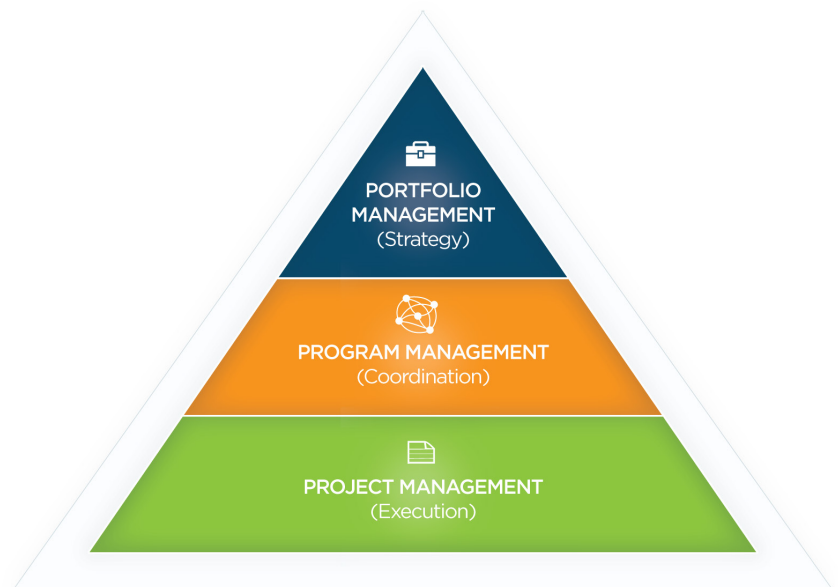 PORTFOLIO
MANAGEMENT
(Strategy)
PROGRAM MANAGEMENT
(Coordination)
PROJECT MANAGEMENT
(Execution)